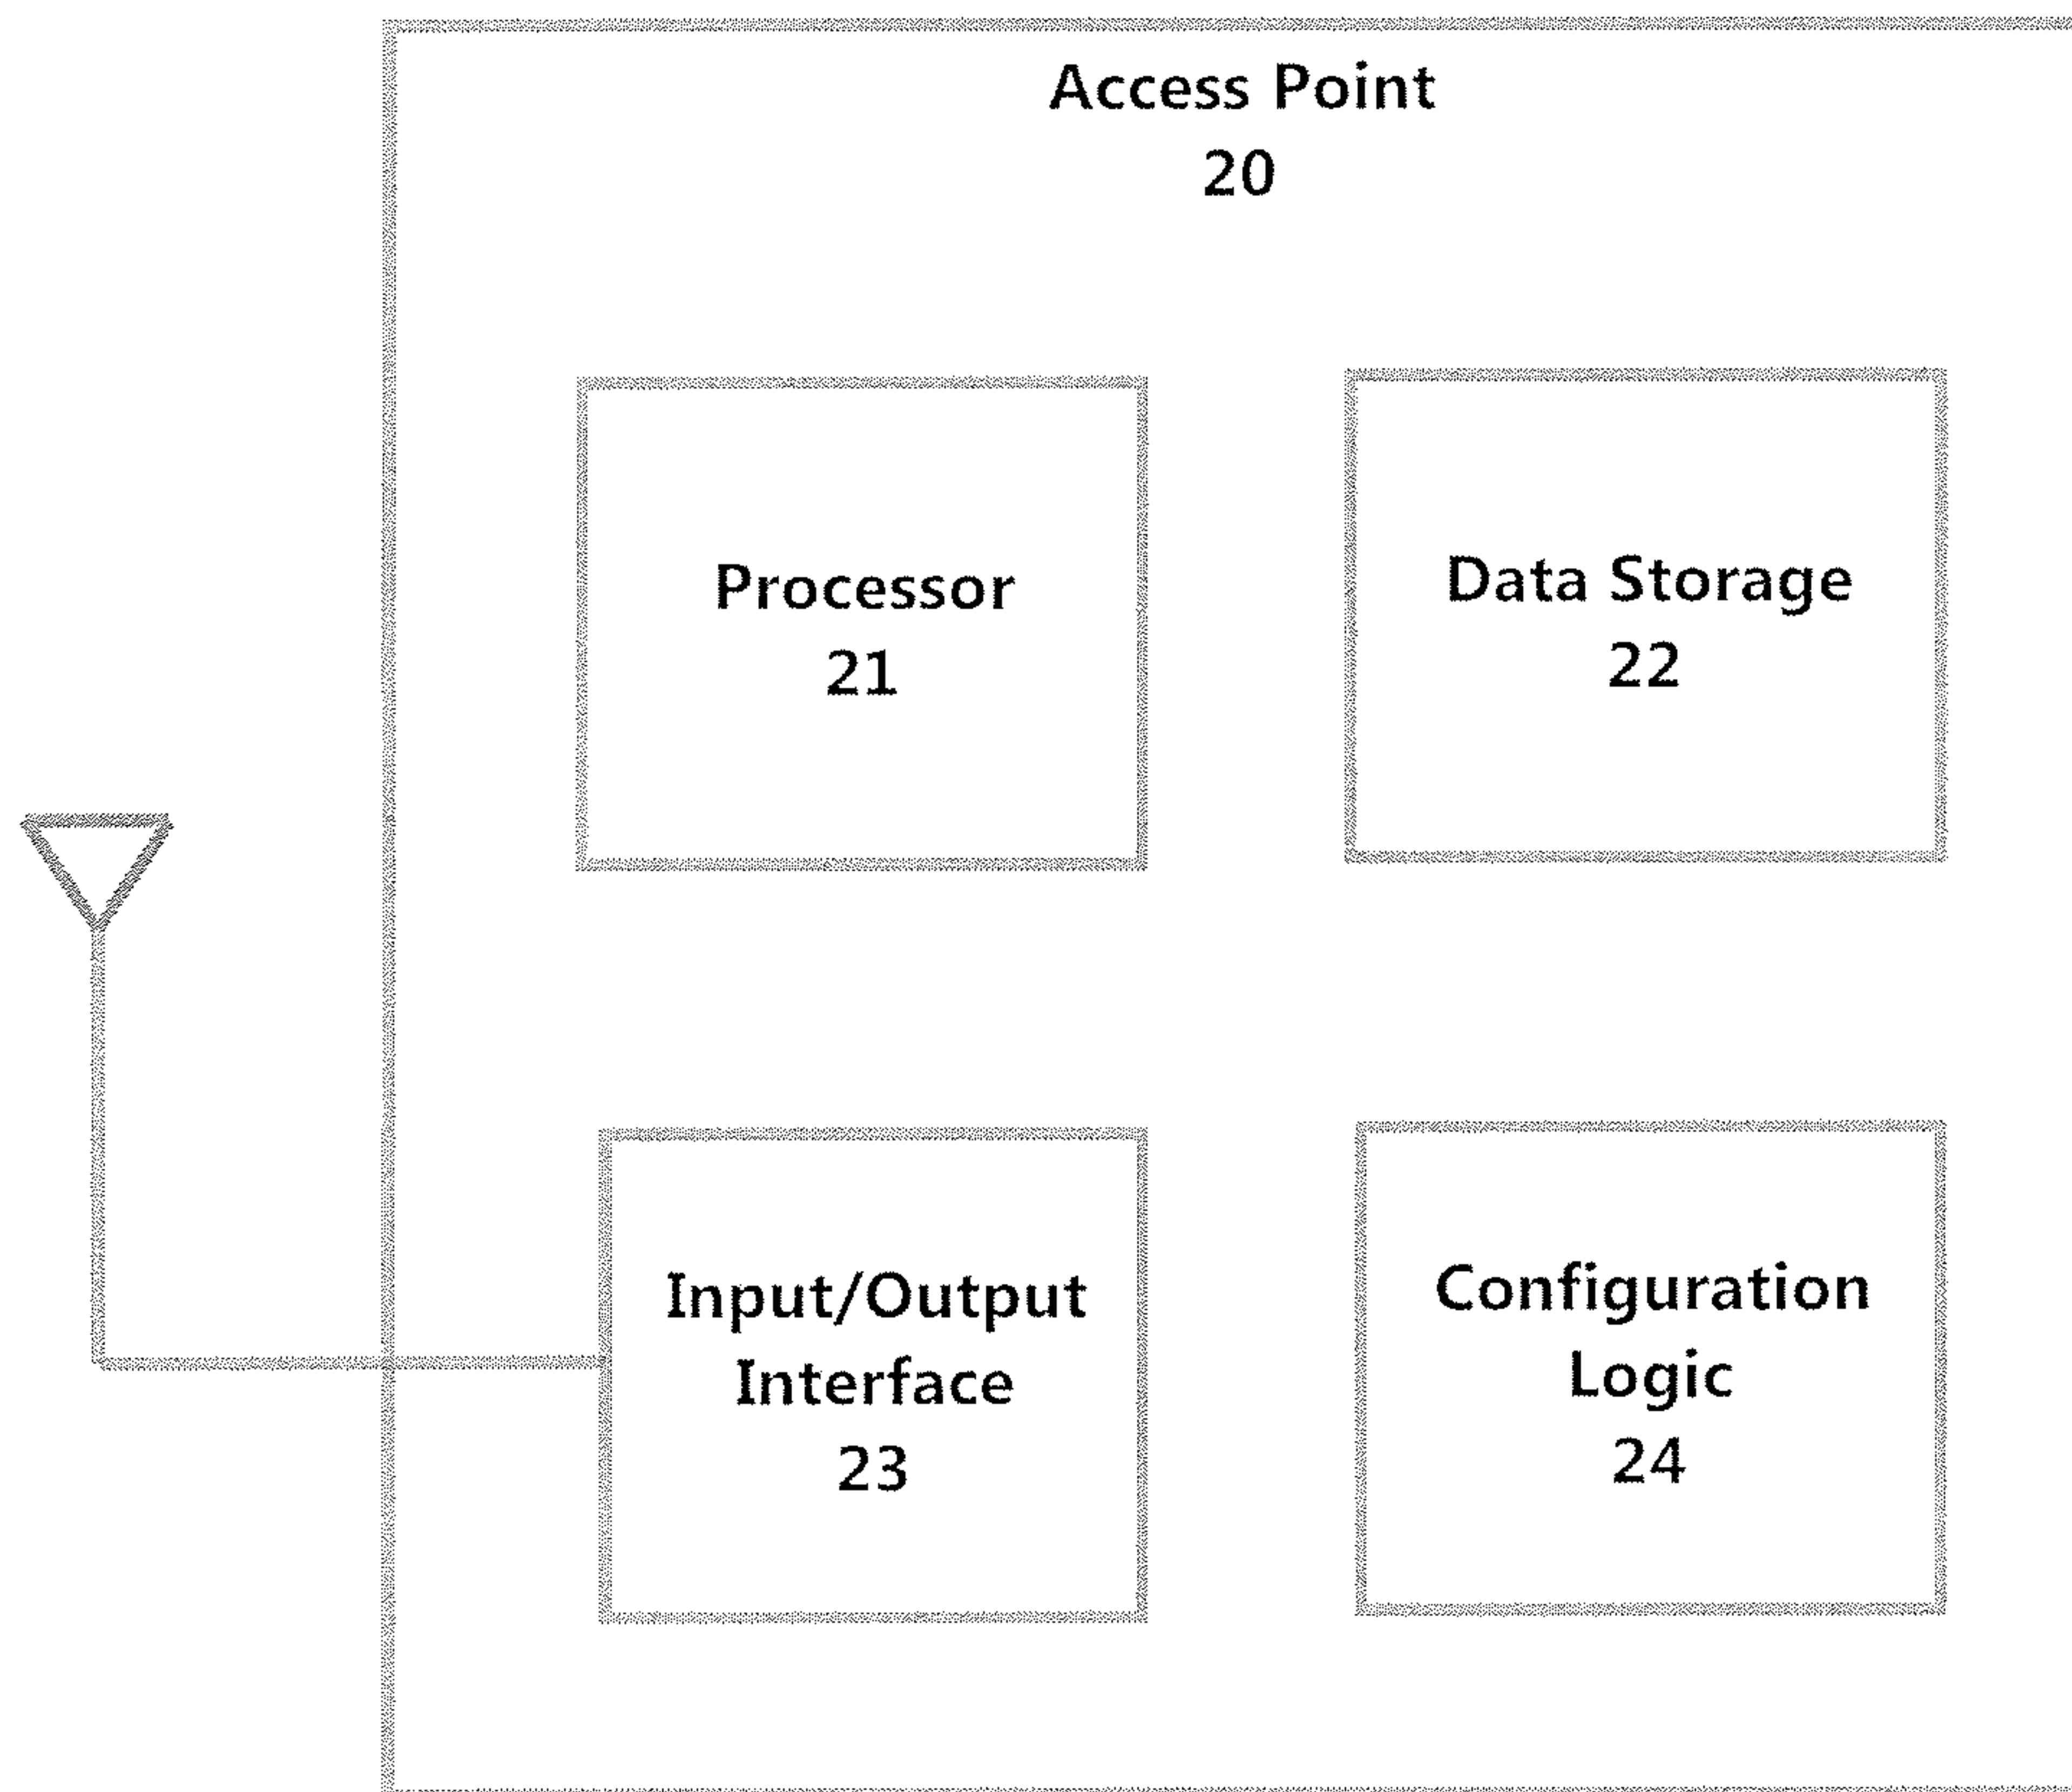 Access Point
20
Processor
21
Data Storage
22
Input/Output
Interface
23
Configuration
Logic
24